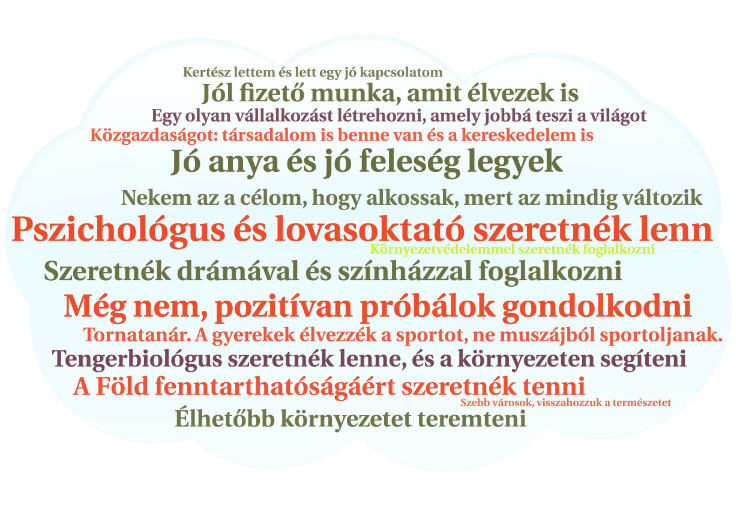 Kertész lettem és lett egy jó kapcsolatom
Jól fizető munka, amit élvezek is
Egy olyan vállalkozást létrehozni, amely jobbá teszi a világot
Közgazdaságot: társadalom is benne van és a kereskedelem is
Jó anya és jó feleség legyek
Nekem az a célom, hogy alkossak, mert az mindig változik
Pszichológus és lovasoktató szeretnék lenn
Környezetvédelemmel szeretnék foglalkozni
Szeretnék drámával és színházzal foglalkozni
Még nem, pozitívan próbálok gondolkodni
Tornatanár. A gyerekek élvezzék a sportot, ne muszájból sportoljanak.
Tengerbiológus szeretnék lenne, és a környezeten segíteni
A Föld fenntarthatóságáért szeretnék tenni
Szebb városok, visszahozzuk a természetet
Élhetőbb környezetet teremteni